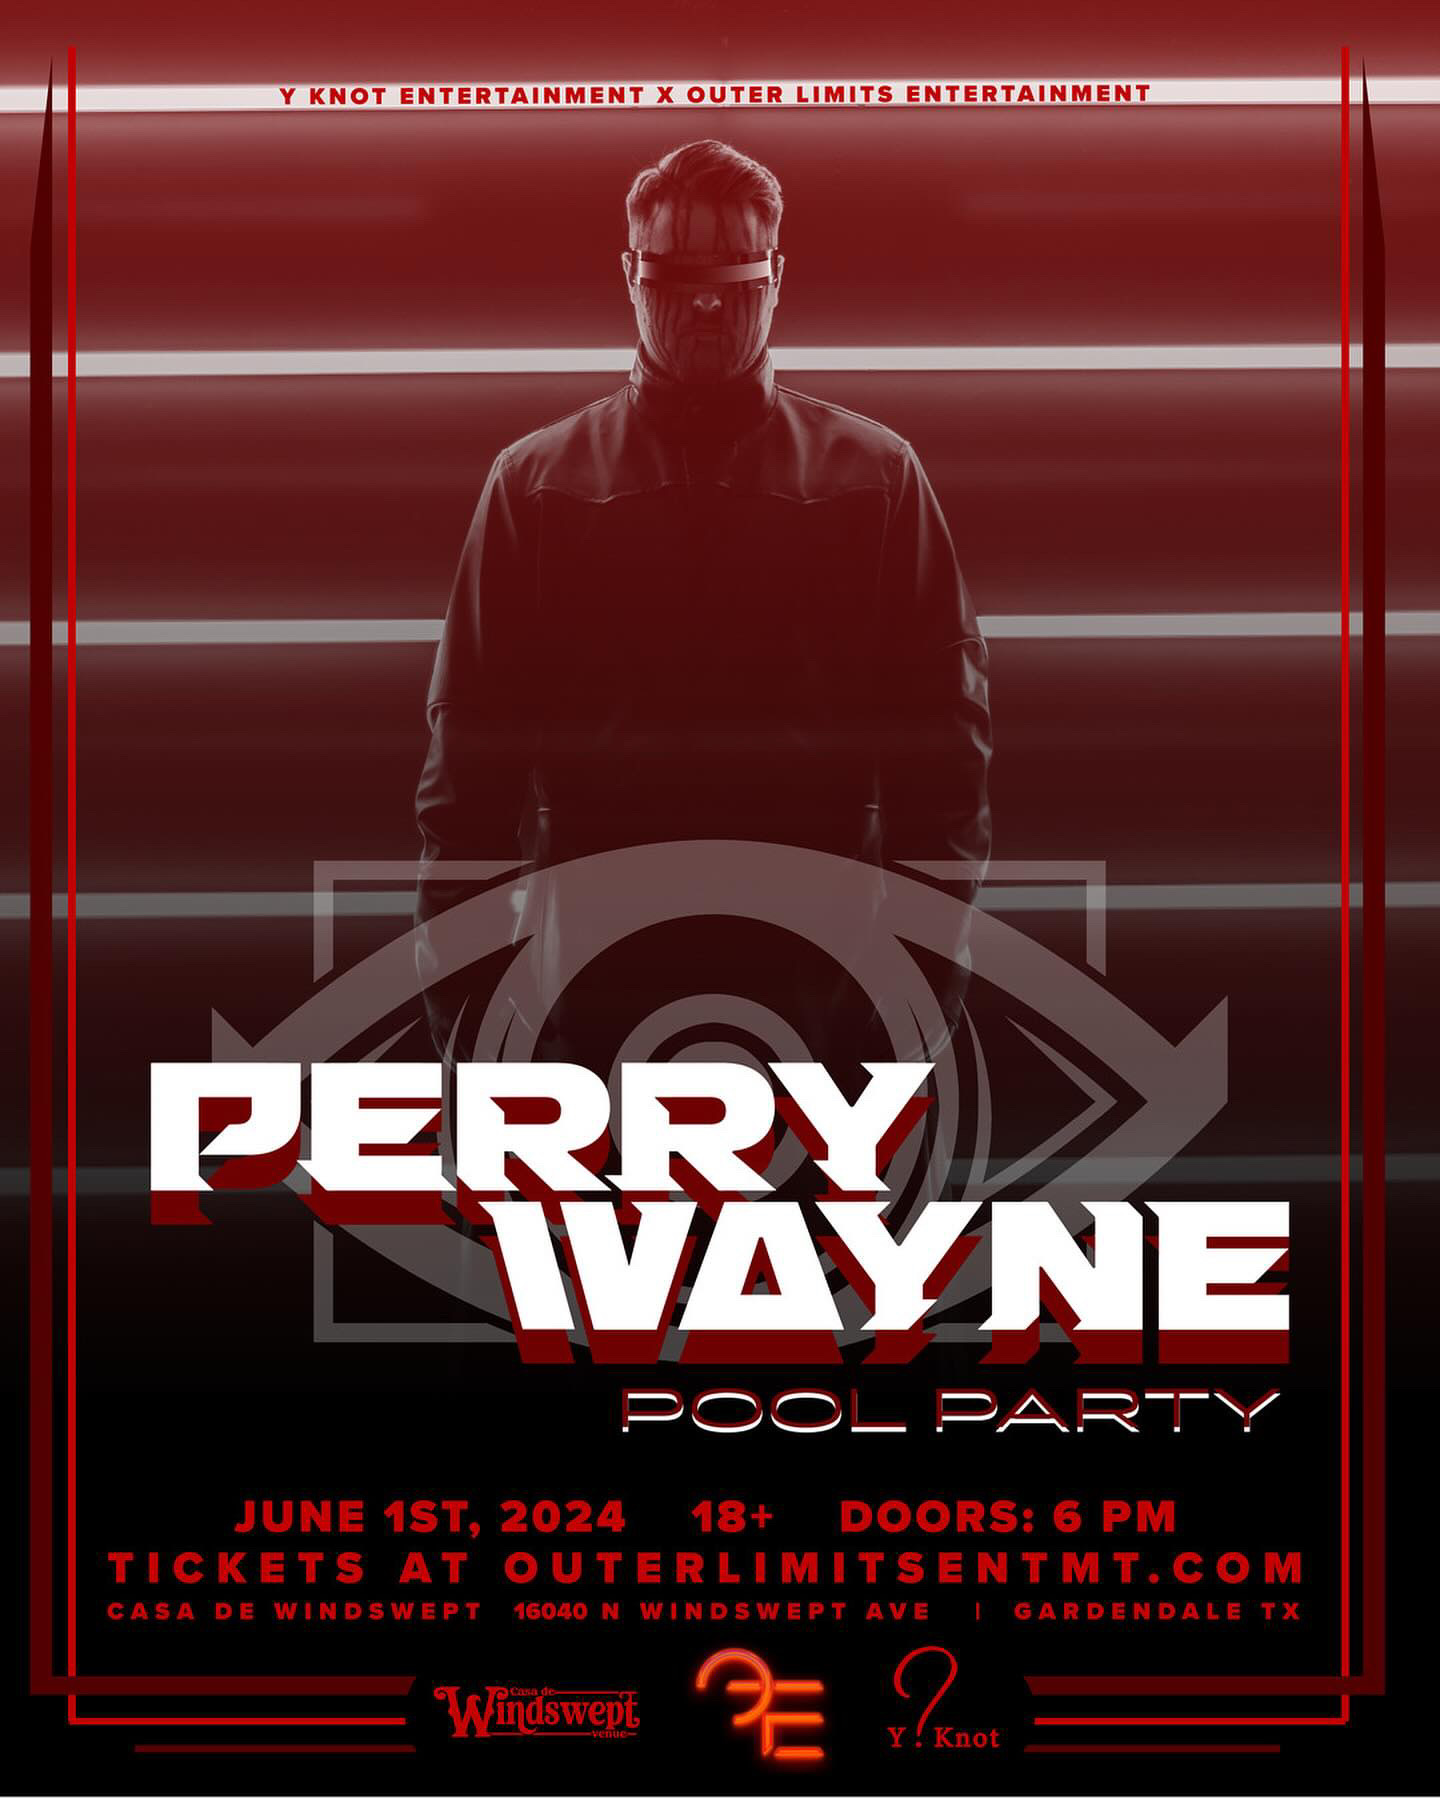 Y KNOT ENTERTAINMENT X OUTER LIMITS ENTERTAINMENT
PERRY
WAYNE
POOL PARTY
JUNE 1ST, 2024 18+ DOORS: 6 PM
TICKETS AT OUTERLIMITSENTMT.COM
CASA DE WINDSWEPT 16040 N WINDSWEPT AVE | GARDENDALE TX
Casa de
Windswept
venue
OE
?
Y Knot